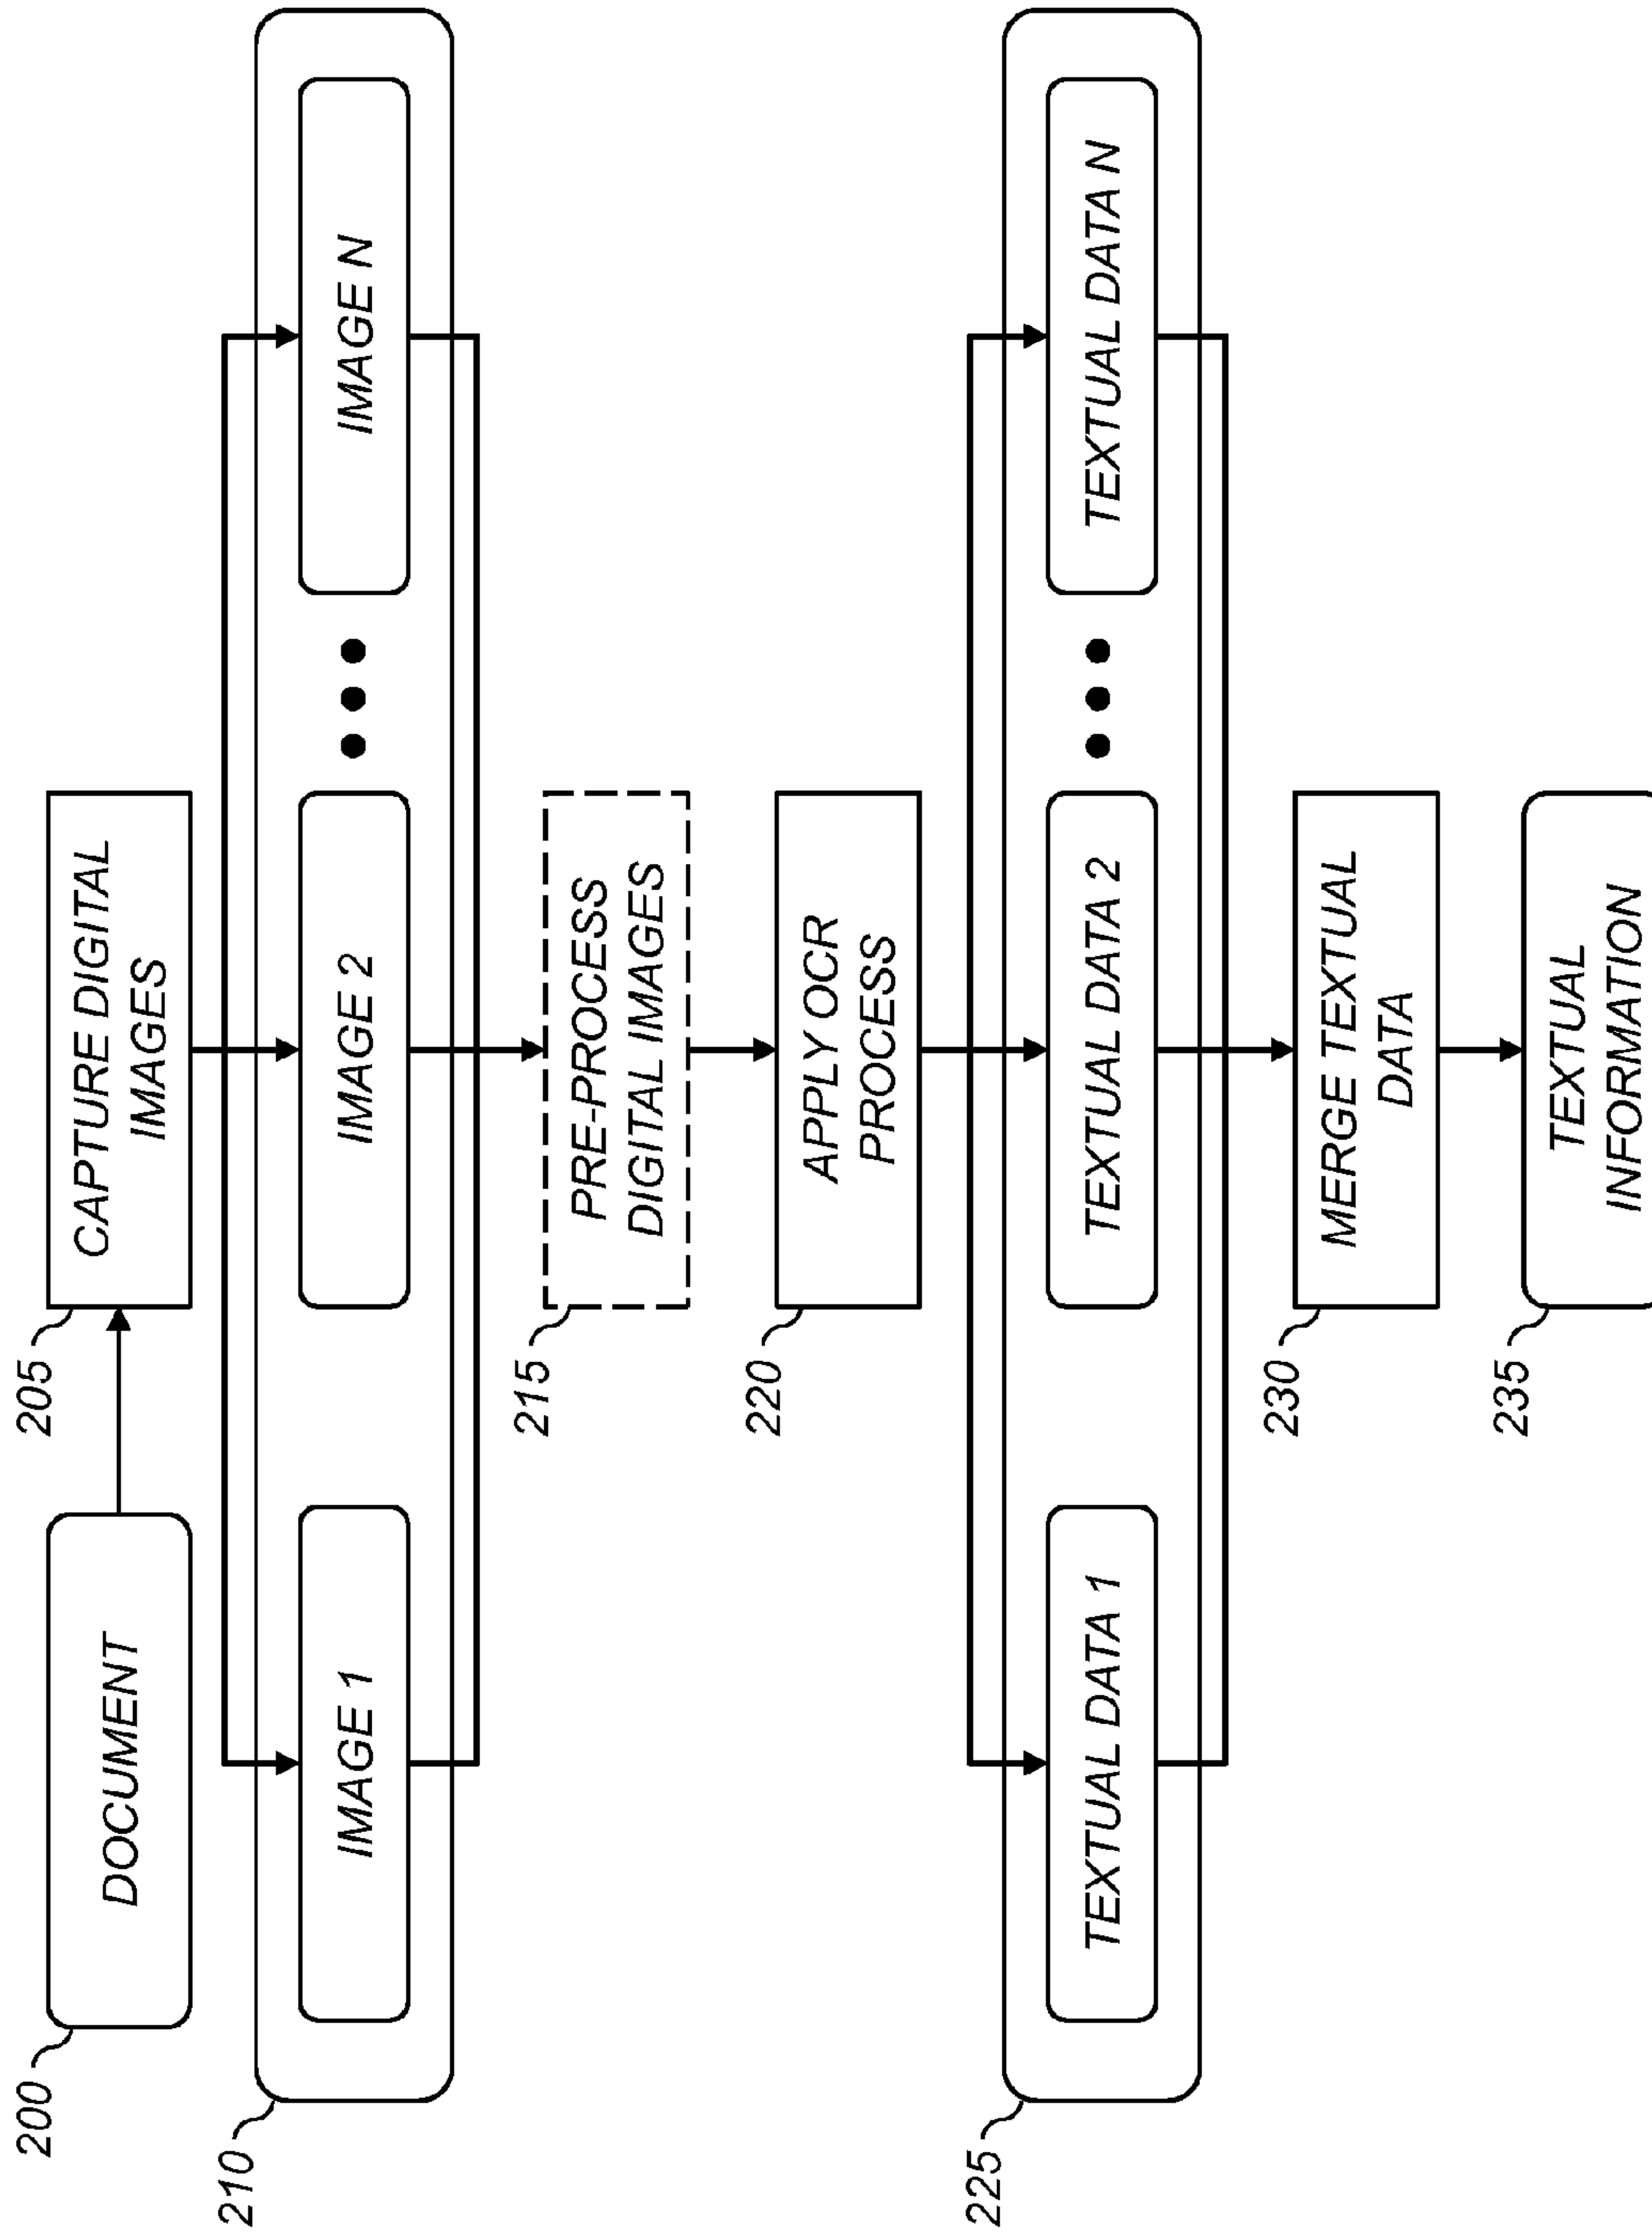 200
DOCUMENT
205
CAPTURE DIGITAL
IMAGES
210
IMAGE 1
IMAGE 2
IMAGE N
215
PRE-PROCESS
DIGITAL IMAGES
220
APPLY OCR
PROCESS
225
TEXTUAL DATA 1
TEXTUAL DATA 2
TEXTUAL DATA N
230
MERGE TEXTUAL
DATA
235
TEXTUAL
INFORMATION